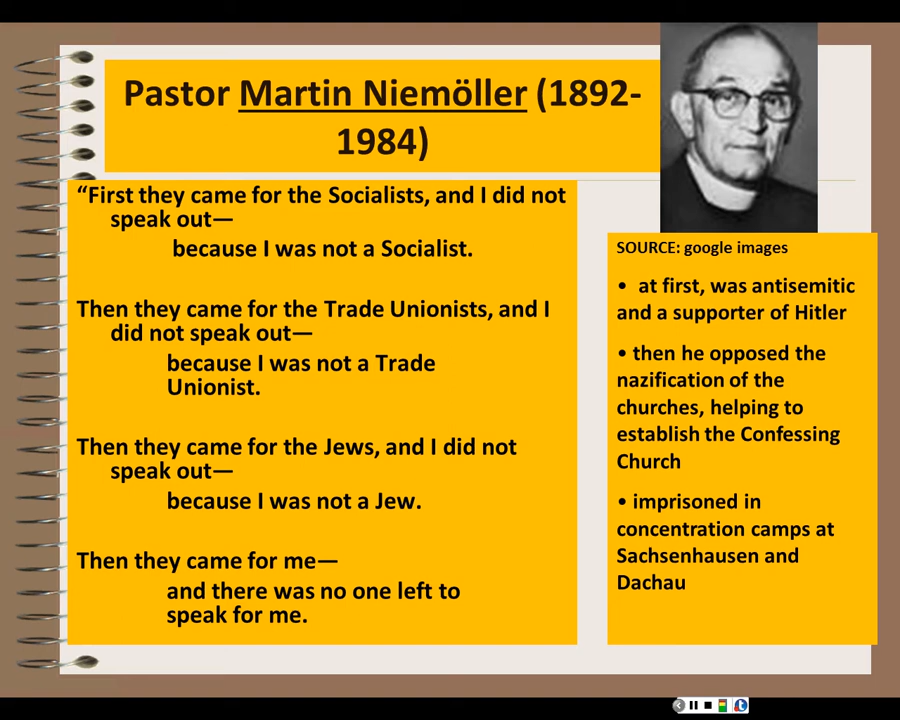 Pastor Martin Niemöller (1892-
1984)
“First they came for the Socialists, and I did not
speak out—
because I was not a Socialist.
Then they came for the Trade Unionists, and I
did not speak out—
because I was not a Trade
Unionist.
Then they came for the Jews, and I did not
speak out—
because I was not a Jew.
Then they came for me—
and there was no one left to
speak for me.
SOURCE: google images
• at first, was antisemitic
and a supporter of Hitler
• then he opposed the
nazification of the
churches, helping to
establish the Confessing
Church
• imprisoned in
concentration camps at
Sachsenhausen and
Dachau